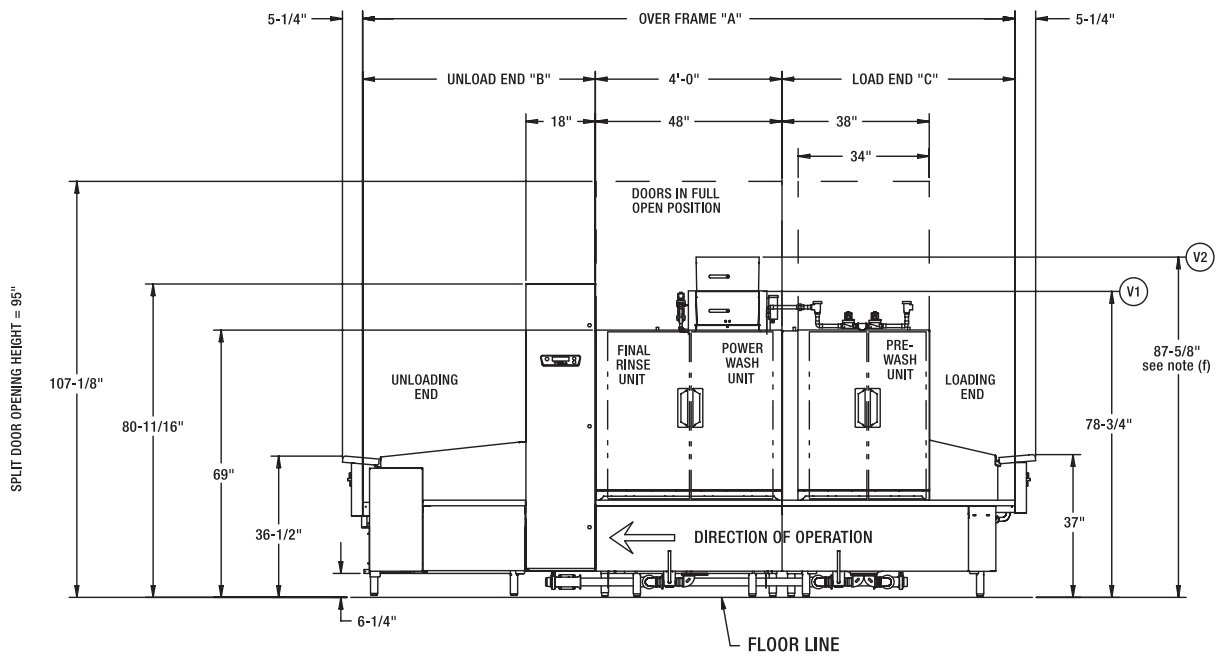 5-1/4"
OVER FRAME "A"
5-1/4"
UNLOAD END "B"
4'-0"
LOAD END "C"
18"
48"
38"
34"
DOORS IN FULL
OPEN POSITION
V2
V1
SPLIT DOOR OPENING HEIGHT = 95"
107-1/8"
80-11/16"
69"
36-1/2"
6-1/4"
UNLOADING
END
FINAL
RINSE
UNIT
POWER
WASH
UNIT
PRE-
WASH
UNIT
LOADING
END
87-5/8"
see note (f)
78-3/4"
37"
DIRECTION OF OPERATION
FLOOR LINE